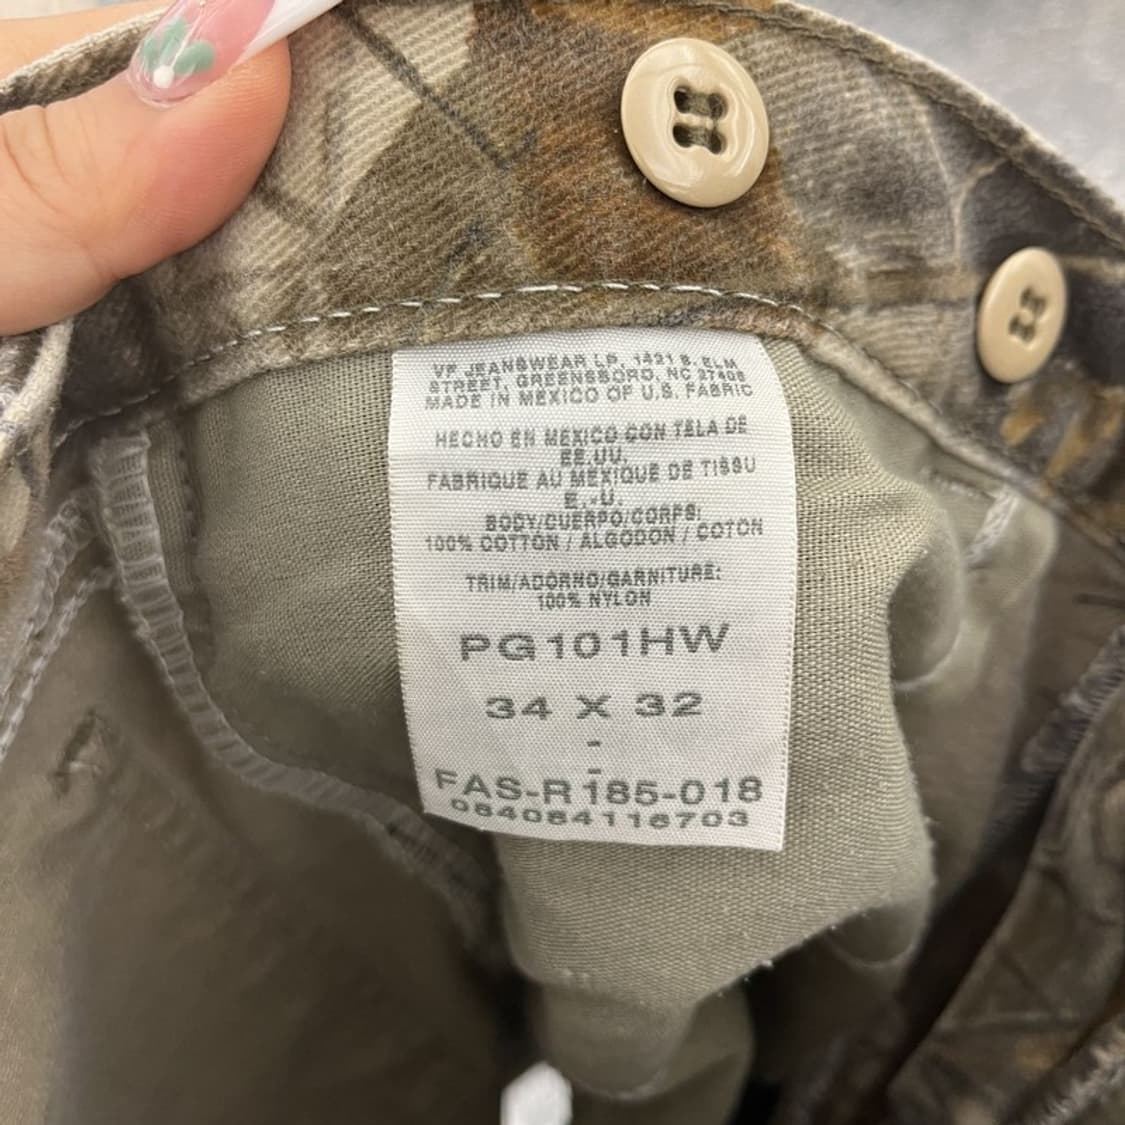 VF JEANSWEAR LP, 1421 S. ELM
STREET, GREENSBORO, NC 27406
MADE IN MEXICO OF U.S. FABRIC
HECHO EN MEXICO CON TELA DE
EE.UU.
FABRIQUE AU MEXIQUE DE TISSU
E.-U.
BODY/CUERPO/CORPS:
100% COTTON / ALGODON / COTON
TRIM/ADORNO/GARNITURE:
100% NYLON
PG101HW
34 X 32
-
-
FAS-R185-018
064084116703